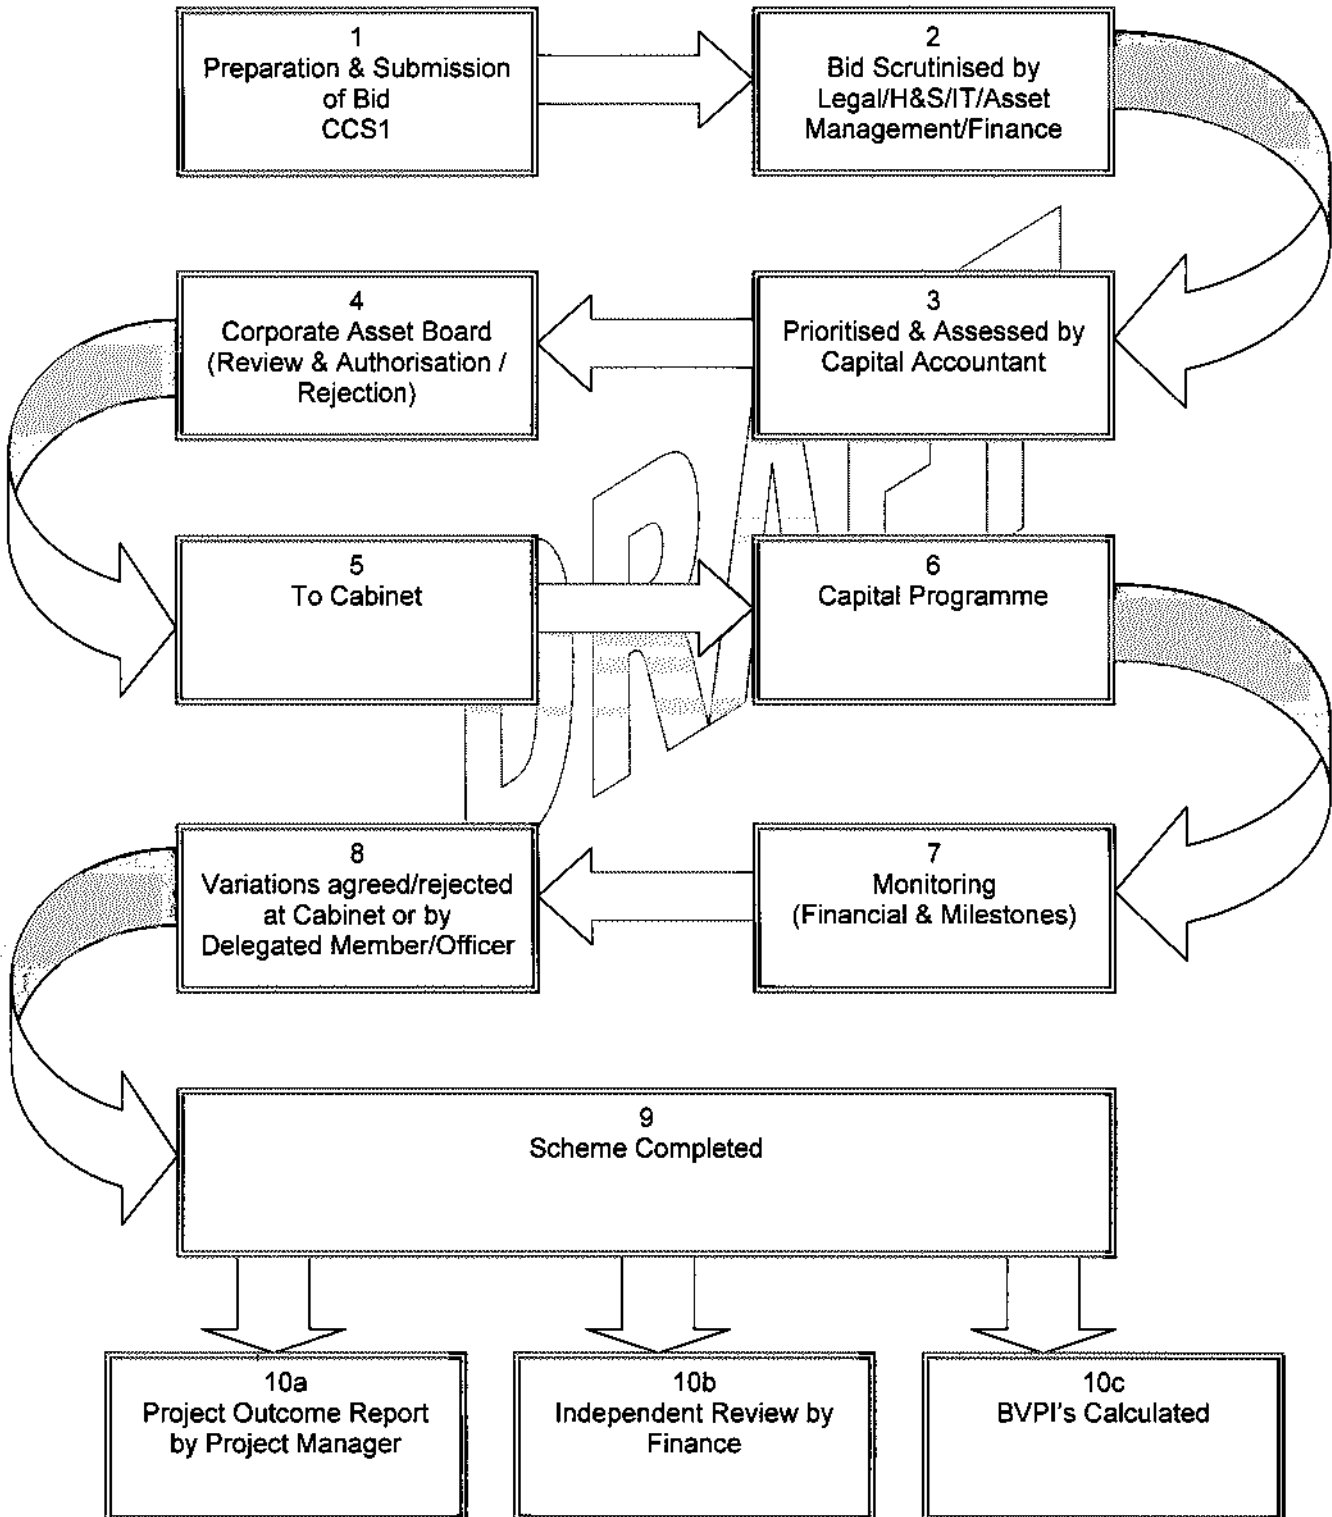 1
Preparation & Submission
of Bid
CCS1
2
Bid Scrutinised by
Legal/H&S/IT/Asset
Management/Finance
4
Corporate Asset Board
(Review & Authorisation /
Rejection)
3
Prioritised & Assessed by
Capital Accountant
DRAFT
5
To Cabinet
6
Capital Programme
8
Variations agreed/rejected
at Cabinet or by
Delegated Member/Officer
7
Monitoring
(Financial & Milestones)
9
Scheme Completed
10a
Project Outcome Report
by Project Manager
10b
Independent Review by
Finance
10c
BVPI's Calculated